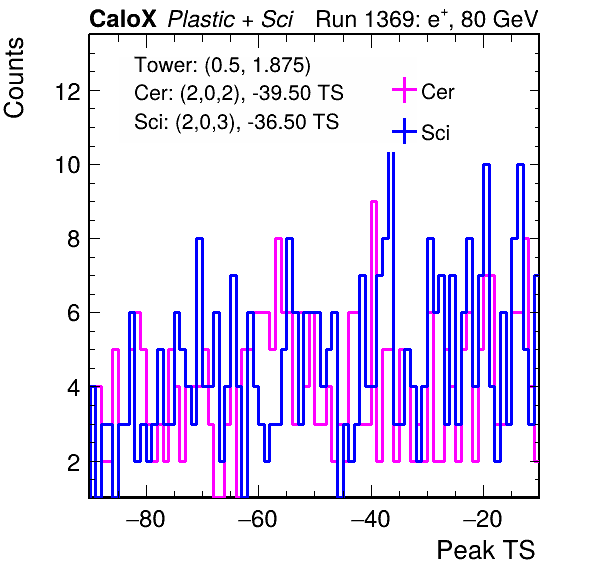 CaloX Plastic + Sci Run 1369: e+, 80 GeV
Counts
Tower: (0.5, 1.875)
Cer: (2,0,2), -39.50 TS
Sci: (2,0,3), -36.50 TS
Cer
Sci
12
10
8
6
4
2
−80 −60 −40 −20
Peak TS